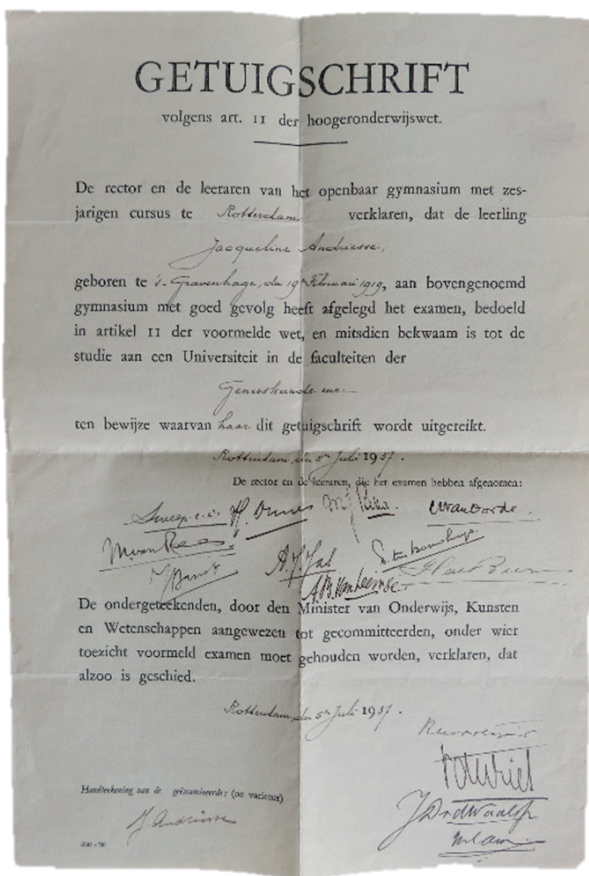 GETUIGSCHRIFT
volgens art. 11 der hoogeronderwijswet.
De rector en de leeraren van het openbaar gymnasium met zes-
jarigen cursus te Rotterdam verklaren, dat de leerling
Jacqueline Andriesse,
geboren te 's-Gravenhage, den 19n Februari 1919, aan bovengenoemd
gymnasium met goed gevolg heeft afgelegd het examen, bedoeld
in artikel 11 der voormelde wet, en mitsdien bekwaam is tot de
studie aan een Universiteit in de faculteiten der
Geneeskunde enz.
ten bewijze waarvan haar dit getuigschrift wordt uitgereikt.
Rotterdam, den 5n Juli 1937.
De rector en de leeraren, die het examen hebben afgenomen:
De ondergeteekenden, door den Minister van Onderwijs, Kunsten
en Wetenschappen aangewezen tot gecommitteerden, onder wier
toezicht voormeld examen moet gehouden worden, verklaren, dat
alzoo is geschied.
Rotterdam, den 5n Juli 1937.
Handteekening van de geëxamineerde:
J Andriesse